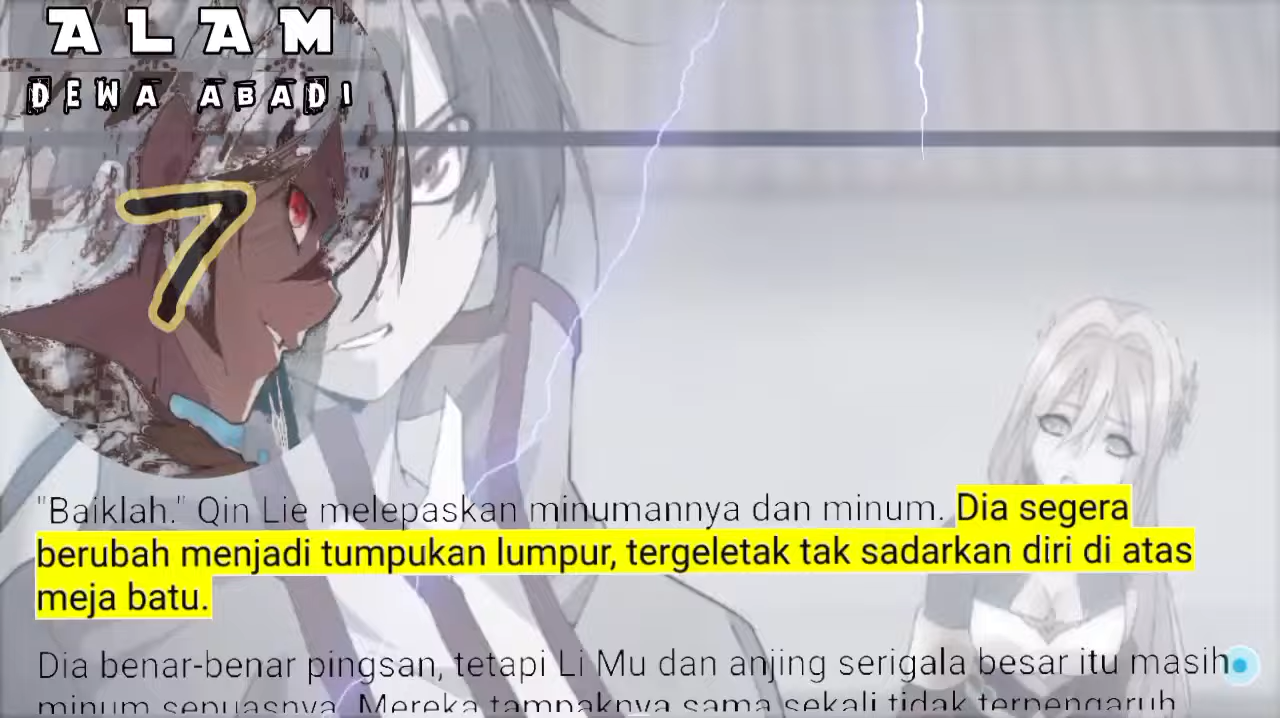 ALAM
DEWA ABADI
7
"Baiklah." Qin Lie melepaskan minumannya dan minum. Dia segera
berubah menjadi tumpukan lumpur, tergeletak tak sadarkan diri di atas
meja batu.
Dia benar-benar pingsan, tetapi Li Mu dan anjing serigala besar itu masih
minum sepuasnya. Mereka tampaknya sama sekali tidak terpengaruh